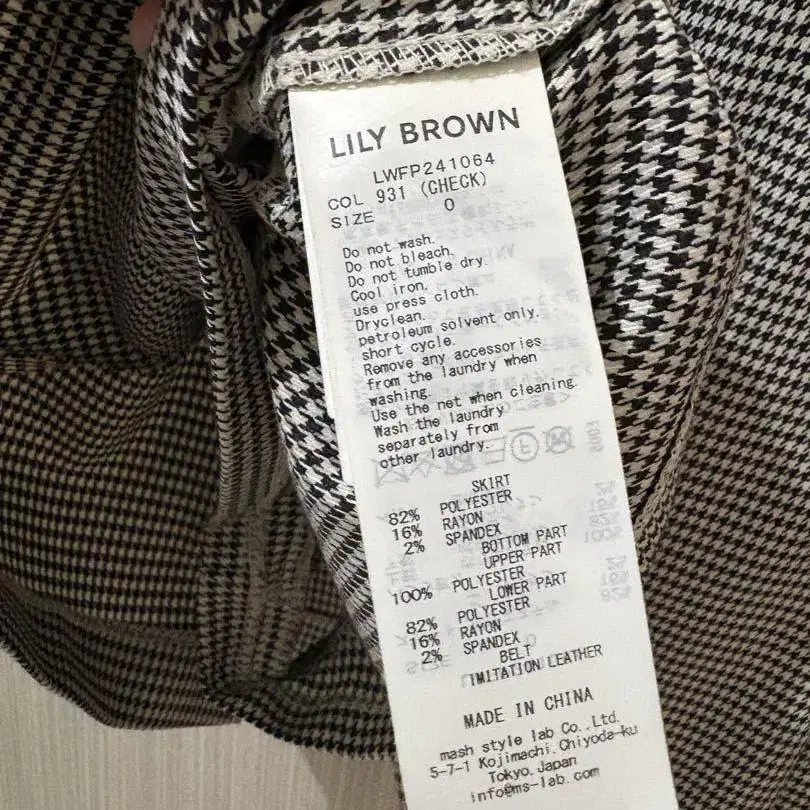 LILY BROWN
LWFP241064
COL 931 (CHECK)
SIZE 0
Do not wash.
Do not bleach.
Do not tumble dry.
Cool iron.
use press cloth.
Dryclean.
petroleum solvent only.
short cycle.
Remove any accessories
from the laundry when
washing.
Use the net when cleaning.
Wash the laundry
separately from
other laundry.
SKIRT
82% POLYESTER
16% RAYON
2% SPANDEX
BOTTOM PART
UPPER PART
100% POLYESTER
LOWER PART
82% POLYESTER
16% RAYON
2% SPANDEX
BELT
IMITATION LEATHER
MADE IN CHINA
mash style lab Co.,Ltd.
5-7-1 Kojimachi,Chiyoda-ku
Tokyo,Japan
info@ms-lab.com